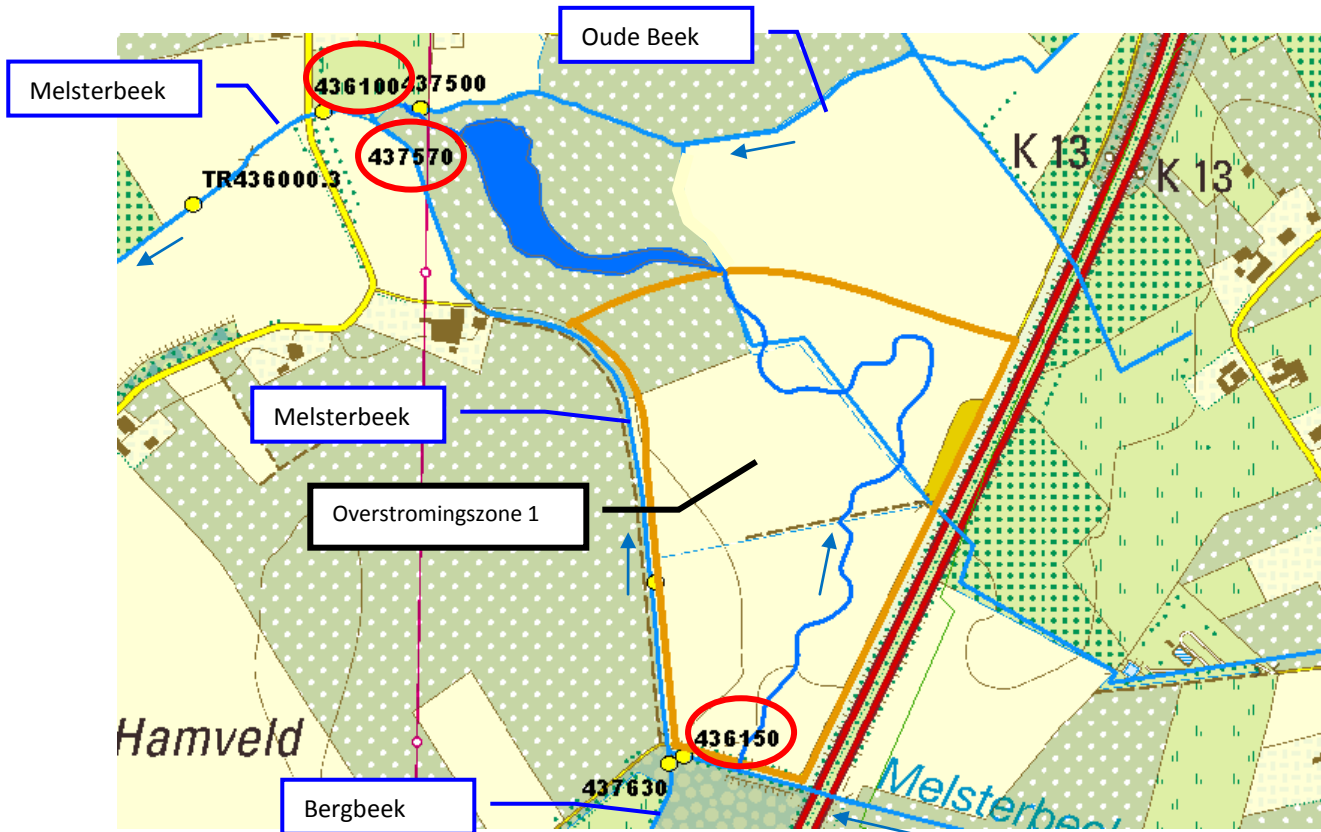 Oude Beek
Melsterbeek
436100
437500
437570
TR436000.3
K 13
K 13
Melsterbeek
Overstromingszone 1
Hamveld
436150
437630
Bergbeek
Melsterbeek